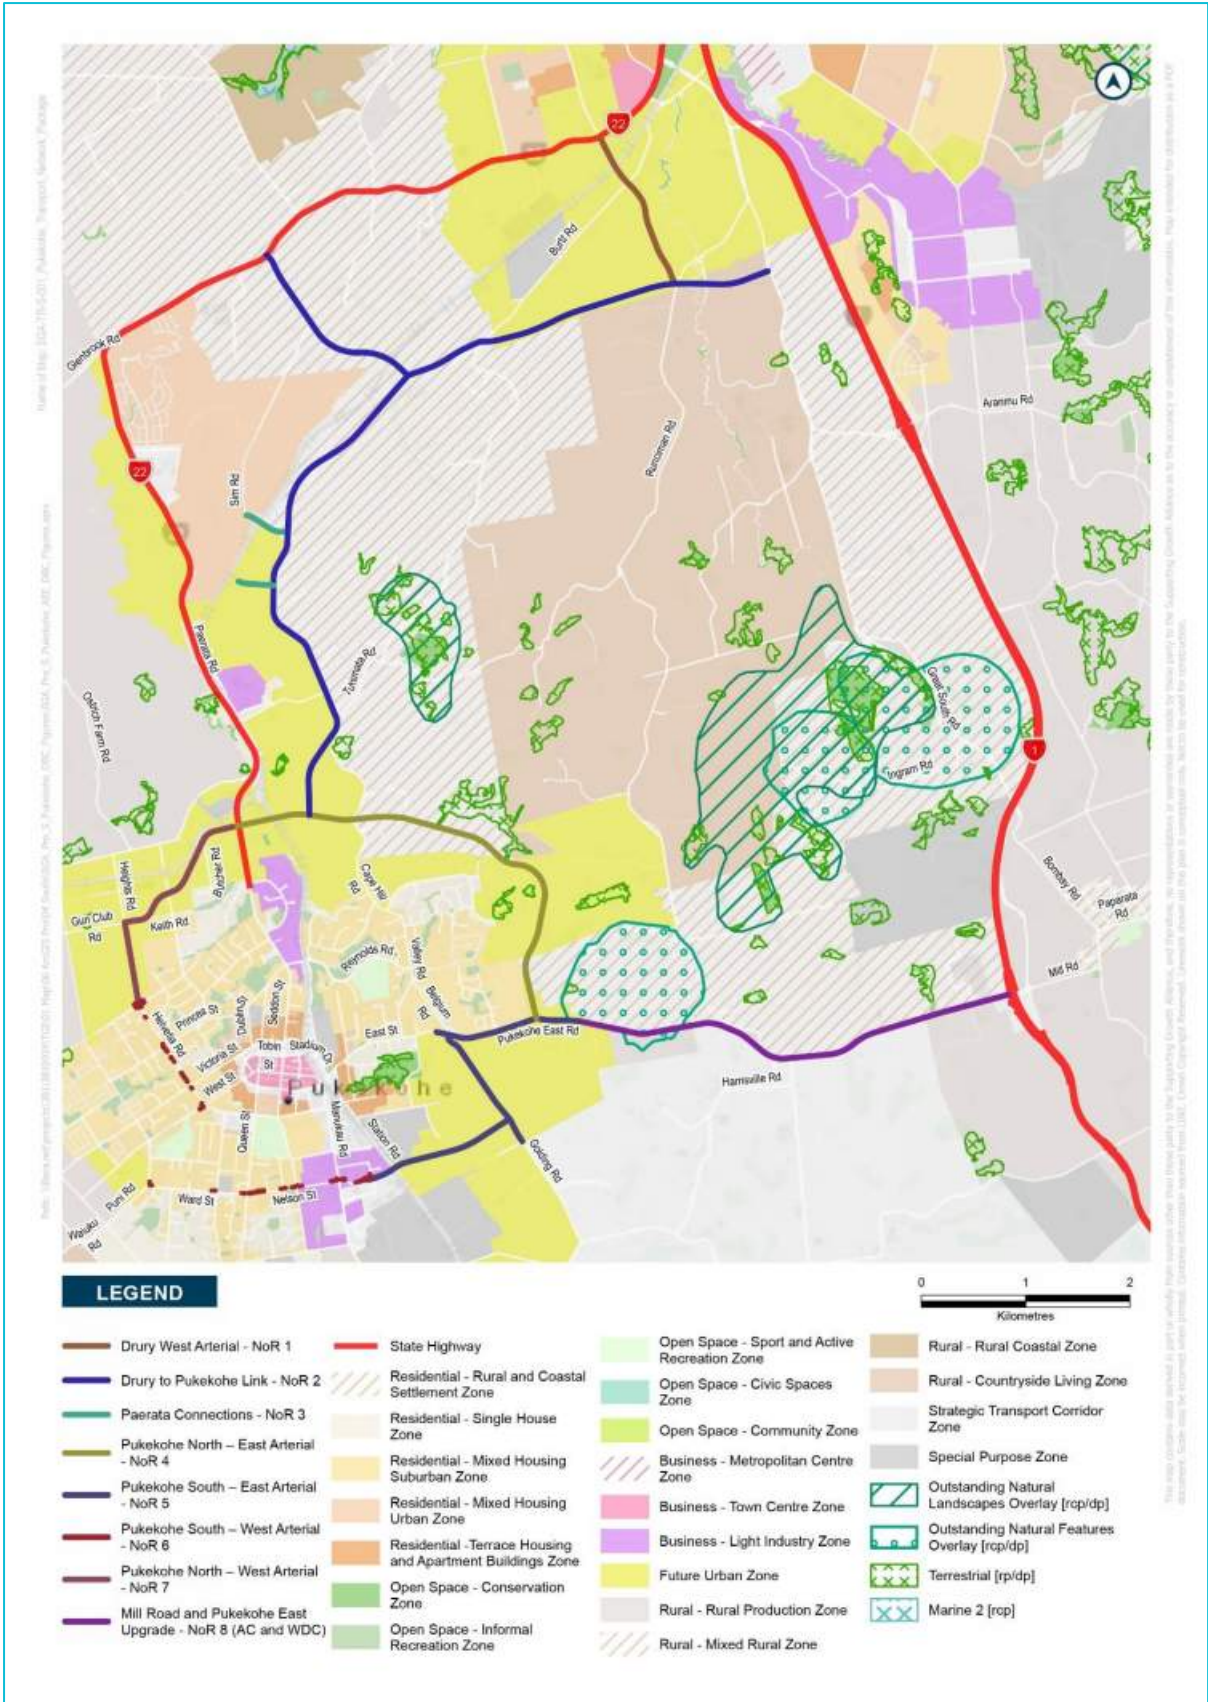 22
Burtt Rd
Glenbrook Rd
Runciman Rd
Aranimu Rd
22
Sim Rd
Paerata Rd
Tuhimata Rd
Ostrich Farm Rd
Great South Rd
Ingram Rd
1
Bombay Rd
Paparata
Rd
Mill Rd
Heights Rd
Butcher Rd
Gun Club
Rd
Keith Rd
Cape Hill
Rd
Reynolds Rd
Valley Rd
Belgium
Rd
Helvetia Rd
Princes St
Dublin St
Seddon St
Victoria St
West St
Tobin
St
Stadium Dr
East St
Pukekohe East Rd
Harrisville Rd
Pukekohe
Queen St
Manukau Rd
Station Rd
Golding Rd
Puni Rd
Ward St
Nelson St
Waiuku
Rd
LEGEND
0 1 2
Kilometres
Drury West Arterial - NoR 1
Drury to Pukekohe Link - NoR 2
Paerata Connections - NoR 3
Pukekohe North – East Arterial
- NoR 4
Pukekohe South – East Arterial
- NoR 5
Pukekohe South – West Arterial
- NoR 6
Pukekohe North – West Arterial
- NoR 7
Mill Road and Pukekohe East
Upgrade - NoR 8 (AC and WDC)
State Highway
Residential - Rural and Coastal
Settlement Zone
Residential - Single House
Zone
Residential - Mixed Housing
Suburban Zone
Residential - Mixed Housing
Urban Zone
Residential -Terrace Housing
and Apartment Buildings Zone
Open Space - Conservation
Zone
Open Space - Informal
Recreation Zone
Open Space - Sport and Active
Recreation Zone
Open Space - Civic Spaces
Zone
Open Space - Community Zone
Business - Metropolitan Centre
Zone
Business - Town Centre Zone
Business - Light Industry Zone
Future Urban Zone
Rural - Rural Production Zone
Rural - Mixed Rural Zone
Rural - Rural Coastal Zone
Rural - Countryside Living Zone
Strategic Transport Corridor
Zone
Special Purpose Zone
Outstanding Natural
Landscapes Overlay [rcp/dp]
Outstanding Natural Features
Overlay [rcp/dp]
Terrestrial [rp/dp]
Marine 2 [rcp]